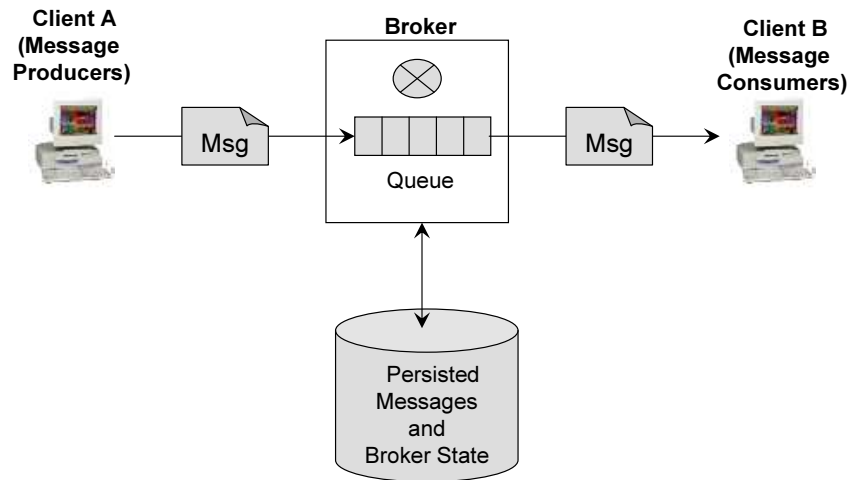 Client A
(Message
Producers)
Broker
Client B
(Message
Consumers)
Msg
Msg
Queue
Persisted
Messages
and
Broker State